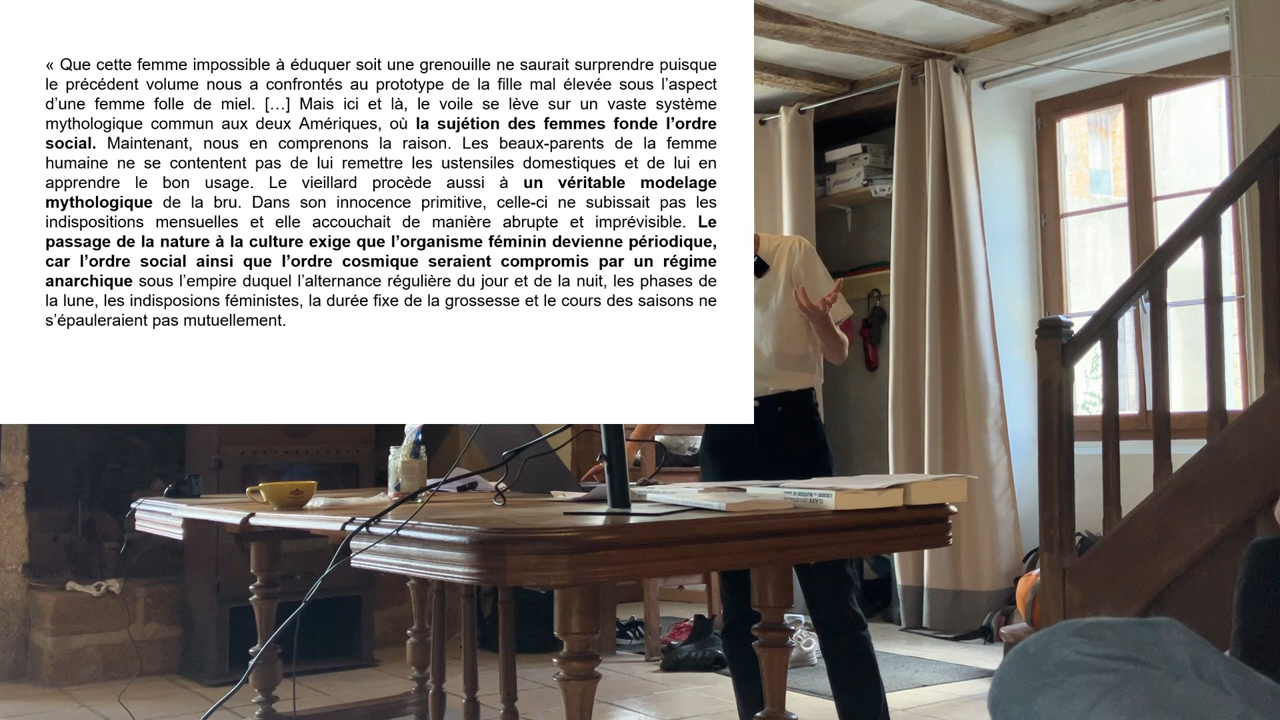 « Que cette femme impossible à éduquer soit une grenouille ne saurait surprendre puisque
le précédent volume nous a confrontés au prototype de la fille mal élevée sous l’aspect
d’une femme folle de miel. […] Mais ici et là, le voile se lève sur un vaste système
mythologique commun aux deux Amériques, où la sujétion des femmes fonde l’ordre
social. Maintenant, nous en comprenons la raison. Les beaux-parents de la femme
humaine ne se contentent pas de lui remettre les ustensiles domestiques et de lui en
apprendre le bon usage. Le vieillard procède aussi à un véritable modelage
mythologique de la bru. Dans son innocence primitive, celle-ci ne subissait pas les
indispositions mensuelles et elle accouchait de manière abrupte et imprévisible. Le
passage de la nature à la culture exige que l’organisme féminin devienne périodique,
car l’ordre social ainsi que l’ordre cosmique seraient compromis par un régime
anarchique sous l’empire duquel l’alternance régulière du jour et de la nuit, les phases de
la lune, les indisposions féministes, la durée fixe de la grossesse et le cours des saisons ne
s’épauleraient pas mutuellement.